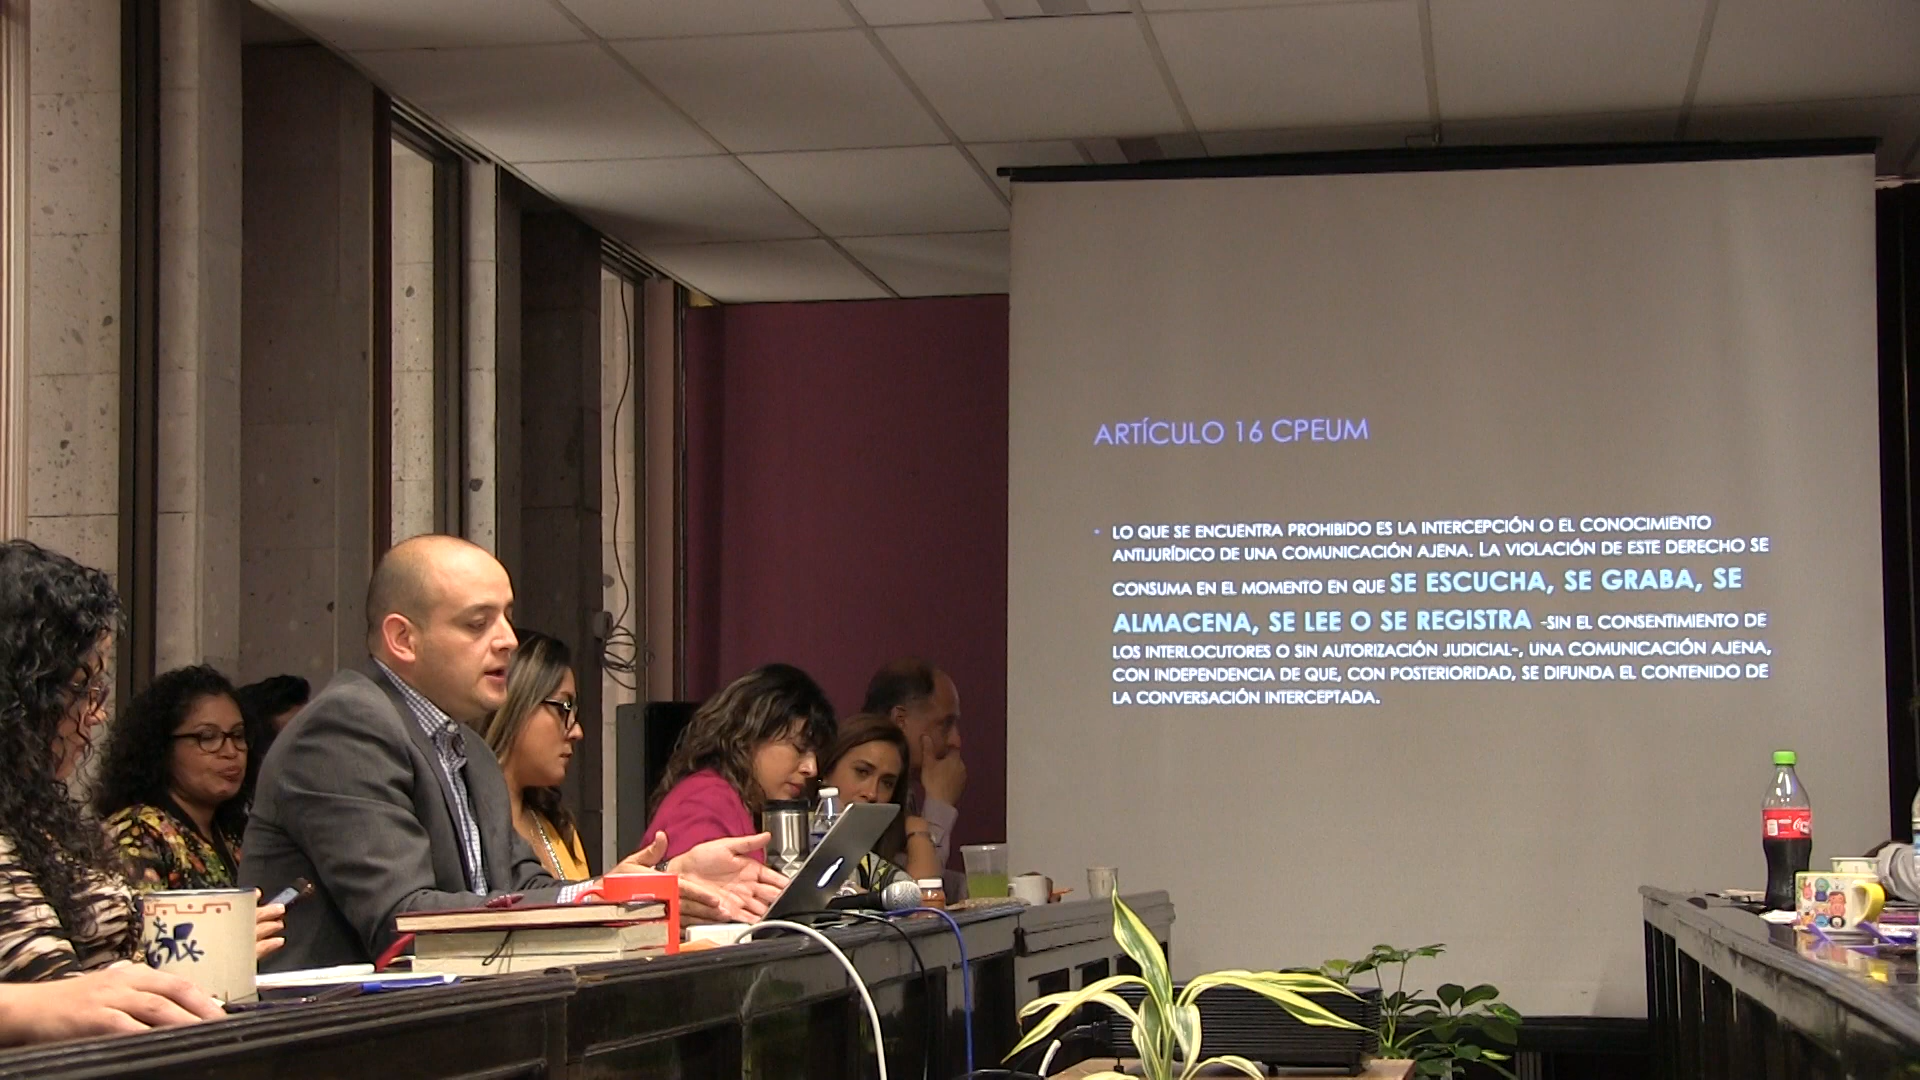 ARTÍCULO 16 CPEUM
• LO QUE SE ENCUENTRA PROHIBIDO ES LA INTERCEPCIÓN O EL CONOCIMIENTO
ANTIJURÍDICO DE UNA COMUNICACIÓN AJENA. LA VIOLACIÓN DE ESTE DERECHO SE
CONSUMA EN EL MOMENTO EN QUE SE ESCUCHA, SE GRABA, SE
ALMACENA, SE LEE O SE REGISTRA -SIN EL CONSENTIMIENTO DE
LOS INTERLOCUTORES O SIN AUTORIZACIÓN JUDICIAL-, UNA COMUNICACIÓN AJENA,
CON INDEPENDENCIA DE QUE, CON POSTERIORIDAD, SE DIFUNDA EL CONTENIDO DE
LA CONVERSACIÓN INTERCEPTADA.